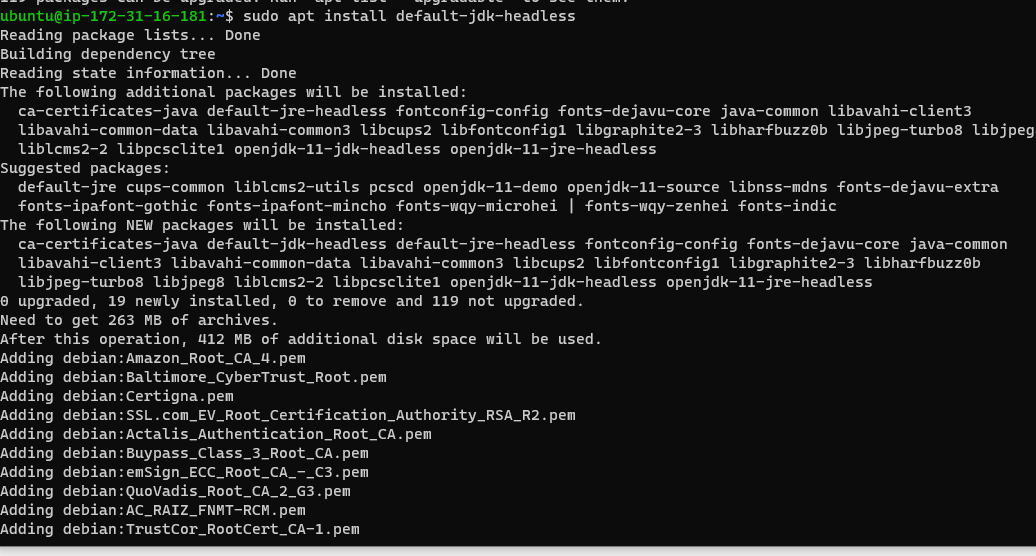 ubuntu@ip-172-31-16-181:~$ sudo apt install default-jdk-headless
Reading package lists... Done
Building dependency tree
Reading state information... Done
The following additional packages will be installed:
  ca-certificates-java default-jre-headless fontconfig-config fonts-dejavu-core java-common libavahi-client3
  libavahi-common-data libavahi-common3 libcups2 libfontconfig1 libgraphite2-3 libharfbuzz0b libjpeg-turbo8 libjpeg
  liblcms2-2 libpcsclite1 openjdk-11-jdk-headless openjdk-11-jre-headless
Suggested packages:
  default-jre cups-common liblcms2-utils pcscd openjdk-11-demo openjdk-11-source libnss-mdns fonts-dejavu-extra
  fonts-ipafont-gothic fonts-ipafont-mincho fonts-wqy-microhei | fonts-wqy-zenhei fonts-indic
The following NEW packages will be installed:
  ca-certificates-java default-jdk-headless default-jre-headless fontconfig-config fonts-dejavu-core java-common
  libavahi-client3 libavahi-common-data libavahi-common3 libcups2 libfontconfig1 libgraphite2-3 libharfbuzz0b
  libjpeg-turbo8 libjpeg8 liblcms2-2 libpcsclite1 openjdk-11-jdk-headless openjdk-11-jre-headless
0 upgraded, 19 newly installed, 0 to remove and 119 not upgraded.
Need to get 263 MB of archives.
After this operation, 412 MB of additional disk space will be used.
Adding debian:Amazon_Root_CA_4.pem
Adding debian:Baltimore_CyberTrust_Root.pem
Adding debian:Certigna.pem
Adding debian:SSL.com_EV_Root_Certification_Authority_RSA_R2.pem
Adding debian:Actalis_Authentication_Root_CA.pem
Adding debian:Buypass_Class_3_Root_CA.pem
Adding debian:emSign_ECC_Root_CA_-_C3.pem
Adding debian:QuoVadis_Root_CA_2_G3.pem
Adding debian:AC_RAIZ_FNMT-RCM.pem
Adding debian:TrustCor_RootCert_CA-1.pem